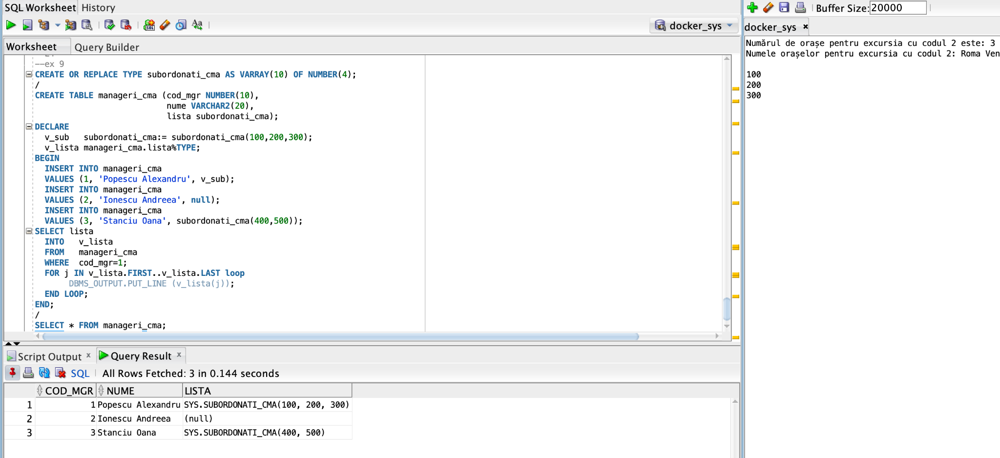 SQL Worksheet History
docker_sys
Worksheet Query Builder
--ex 9
CREATE OR REPLACE TYPE subordonati_cma AS VARRAY(10) OF NUMBER(4);
/
CREATE TABLE manageri_cma (cod_mgr NUMBER(10),
nume VARCHAR2(20),
lista subordonati_cma);
DECLARE
v_sub   subordonati_cma:= subordonati_cma(100,200,300);
v_lista manageri_cma.lista%TYPE;
BEGIN
INSERT INTO manageri_cma
VALUES (1, 'Popescu Alexandru', v_sub);
INSERT INTO manageri_cma
VALUES (2, 'Ionescu Andreea', null);
INSERT INTO manageri_cma
VALUES (3, 'Stanciu Oana', subordonati_cma(400,500));
SELECT lista
INTO   v_lista
FROM   manageri_cma
WHERE  cod_mgr=1;
FOR j IN v_lista.FIRST..v_lista.LAST loop
DBMS_OUTPUT.PUT_LINE (v_lista(j));
END LOOP;
END;
/
SELECT * FROM manageri_cma;
Script Output x Query Result x
SQL All Rows Fetched: 3 in 0.144 seconds
COD_MGR NUME LISTA
1 1 Popescu Alexandru SYS.SUBORDONATI_CMA(100, 200, 300)
2 2 Ionescu Andreea (null)
3 3 Stanciu Oana SYS.SUBORDONATI_CMA(400, 500)
Buffer Size: 20000
docker_sys x
Numărul de orașe pentru excursia cu codul 2 este: 3
Numele orașelor pentru excursia cu codul 2: Roma Ven
100
200
300